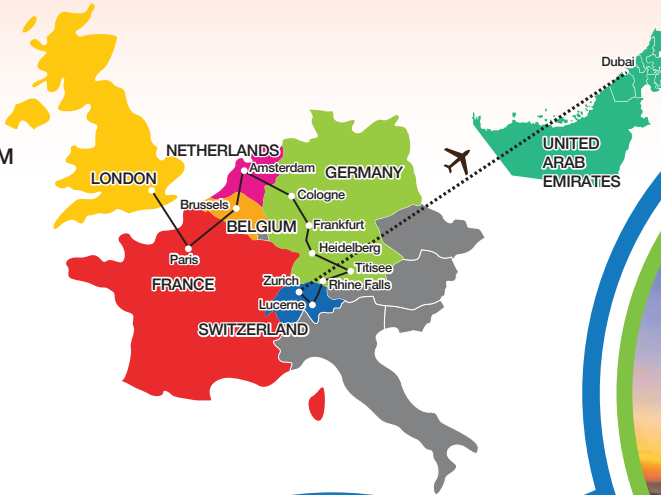 Dubai
UNITED
ARAB
EMIRATES
M
NETHERLANDS
Amsterdam
GERMANY
LONDON
Cologne
Brussels
BELGIUM
Frankfurt
Heidelberg
Paris
Titisee
FRANCE
Zurich
Rhine Falls
Lucerne
SWITZERLAND